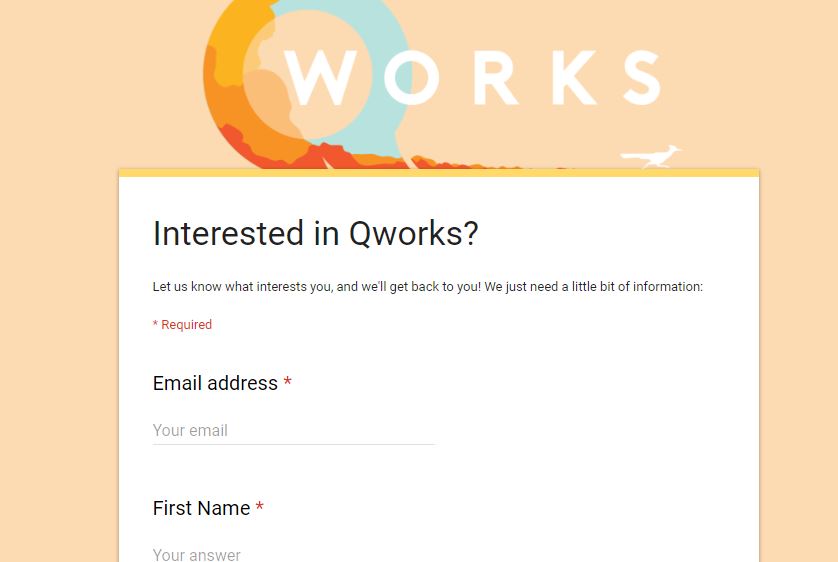 WORKS
Interested in Qworks?
Let us know what interests you, and we'll get back to you! We just need a little bit of information:
* Required
Email address *
Your email
First Name *
Your answer